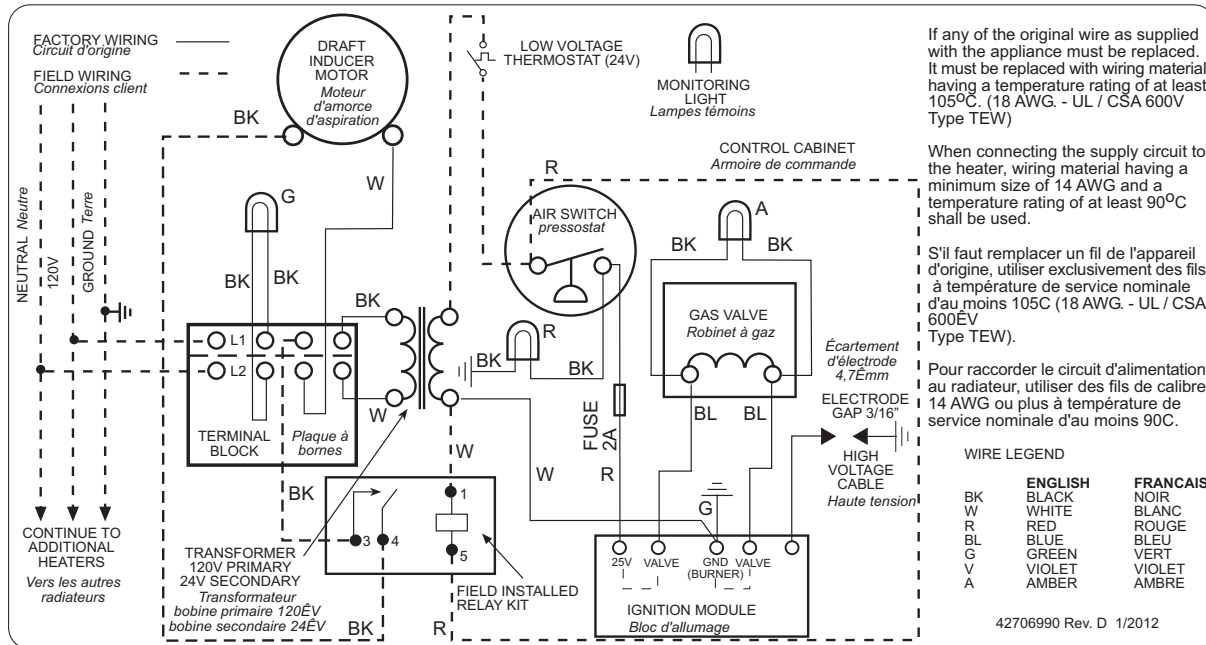 FACTORY WIRING
Circuit d'origine
FIELD WIRING
Connexions client
NEUTRAL Neutre
120V
GROUND Terre
CONTINUE TO
ADDITIONAL
HEATERS
Vers les autres
radiateurs
DRAFT
INDUCER
MOTOR
Moteur
d'amorce
d'aspiration
BK
W
G
BK
BK
L1
L2
TERMINAL
BLOCK
Plaque à
bornes
BK
W
BK
TRANSFORMER
120V PRIMARY
24V SECONDARY
Transformateur
bobine primaire 120ÊV
bobine secondaire 24ÊV
BK
W
1
3
4
5
R
FIELD INSTALLED
RELAY KIT
LOW VOLTAGE
THERMOSTAT (24V)
MONITORING
LIGHT
Lampes témoins
CONTROL CABINET
Armoire de commande
R
AIR SWITCH
pressostat
R
BK
BK
FUSE
2A
R
W
A
BK
BK
GAS VALVE
Robinet à gaz
BL
BL
Écartement
d'électrode
4,7Êmm
ELECTRODE
GAP 3/16"
HIGH
VOLTAGE
CABLE
Haute tension
G
25V
VALVE
GND
(BURNER)
VALVE
IGNITION MODULE
Bloc d'allumage
If any of the original wire as supplied
with the appliance must be replaced.
It must be replaced with wiring material
having a temperature rating of at least
105ºC. (18 AWG. - UL / CSA 600V
Type TEW)
When connecting the supply circuit to
the heater, wiring material having a
minimum size of 14 AWG and a
temperature rating of at least 90ºC
shall be used.
S'il faut remplacer un fil de l'appareil
d'origine, utiliser exclusivement des fils
à température de service nominale
d'au moins 105C (18 AWG. - UL / CSA
600ÊV
Type TEW).
Pour raccorder le circuit d'alimentation
au radiateur, utiliser des fils de calibre
14 AWG ou plus à température de
service nominale d'au moins 90C.
WIRE LEGEND
ENGLISH FRANCAIS
BK BLACK NOIR
W WHITE BLANC
R RED ROUGE
BL BLUE BLEU
G GREEN VERT
V VIOLET VIOLET
A AMBER AMBRE
42706990 Rev. D 1/2012